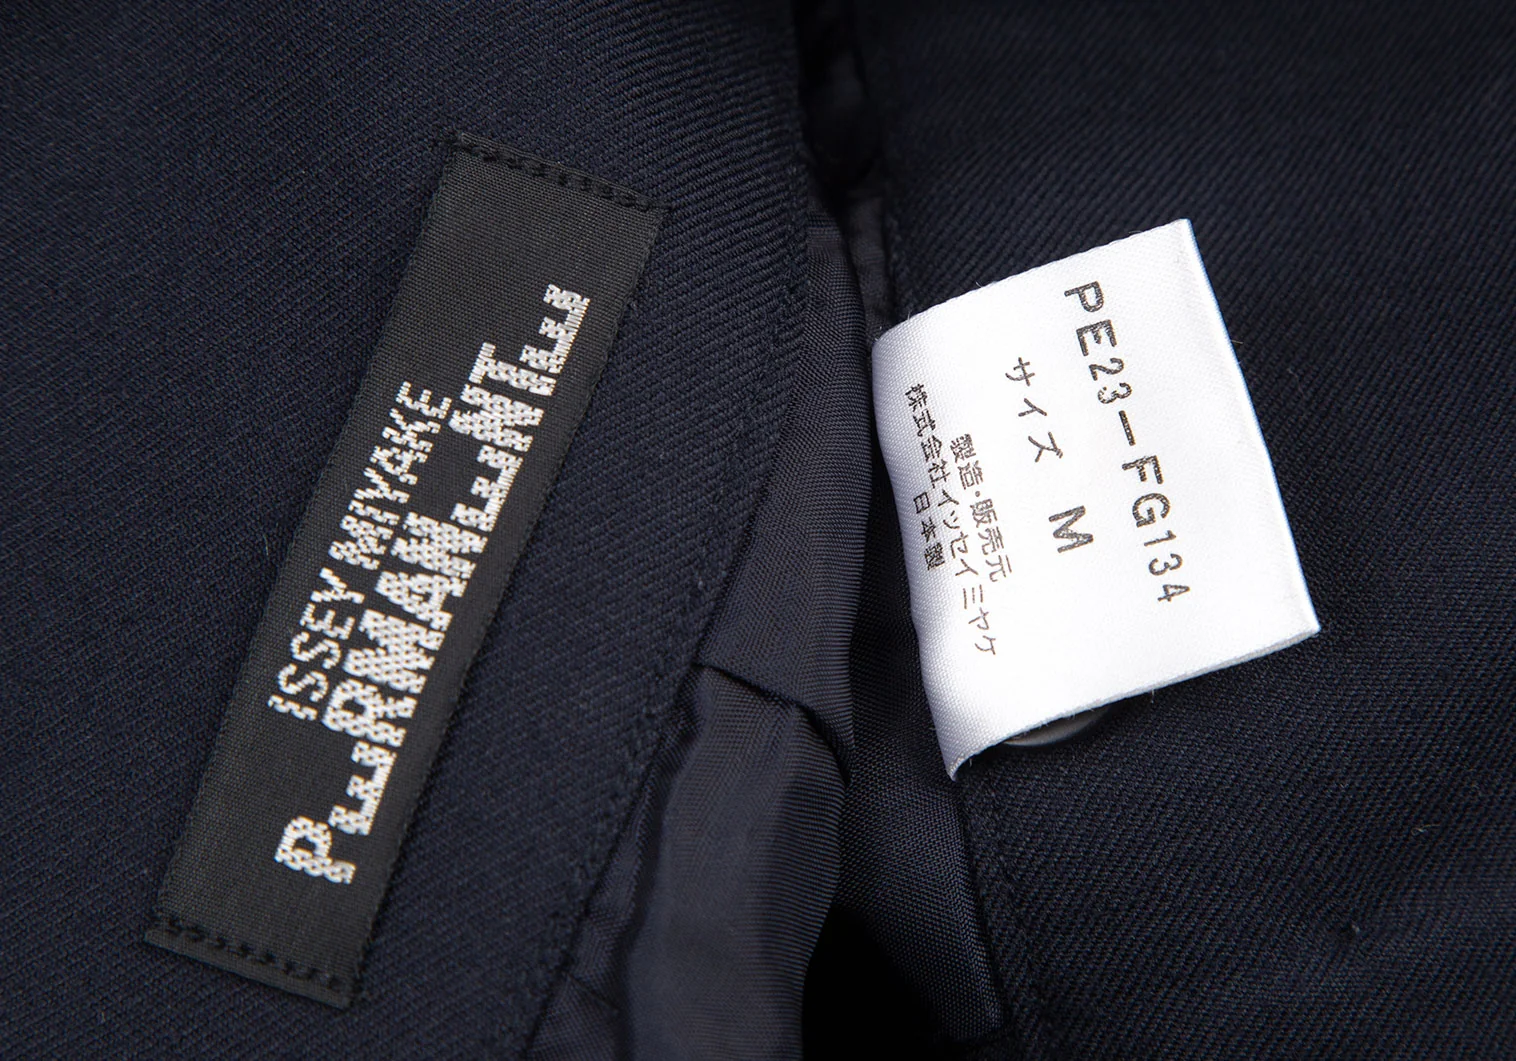 ISSEY MIYAKE
PERMANENTE
PE23-FG134
サイズ M
製造・販売元
株式会社イッセイミヤケ
日本製